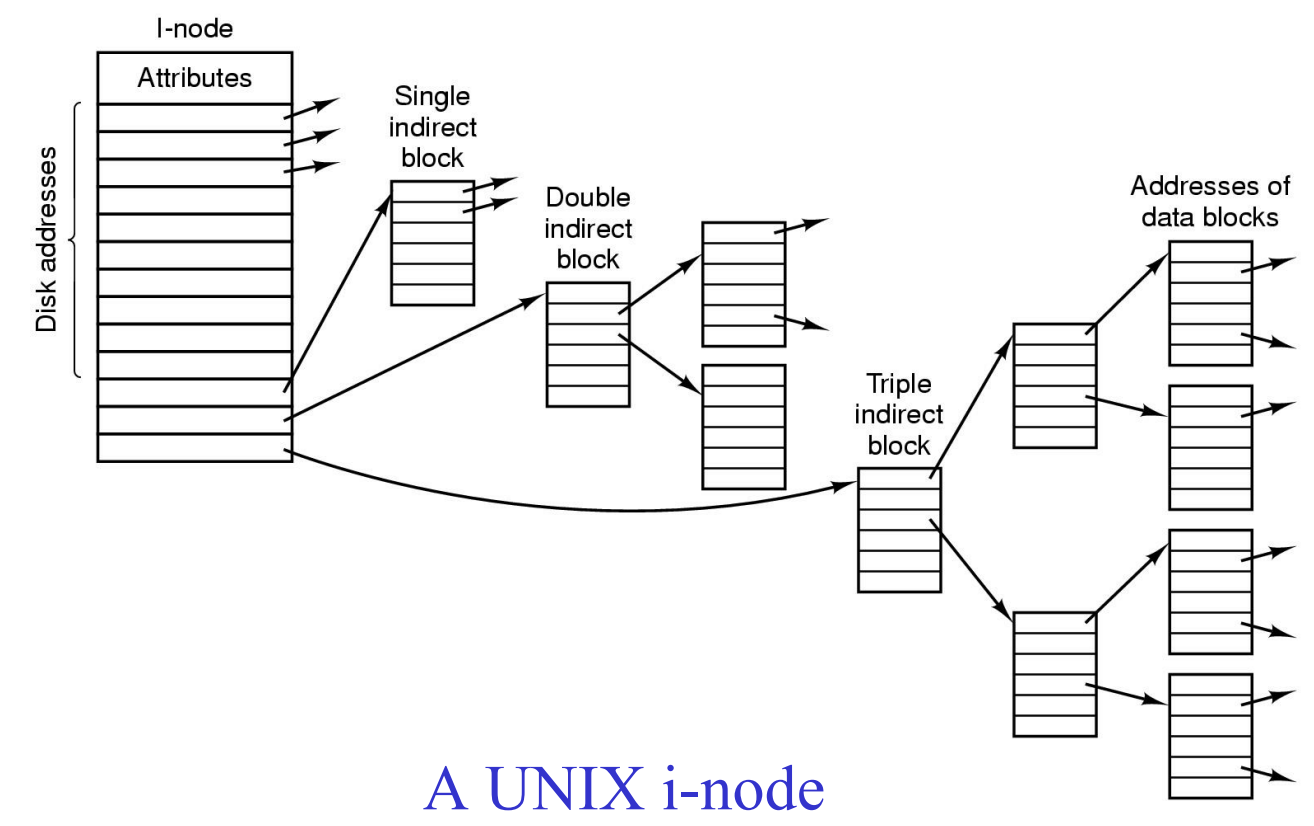 I-node
Attributes
Disk addresses
Single
indirect
block
Double
indirect
block
Triple
indirect
block
Addresses of
data blocks
A UNIX i-node